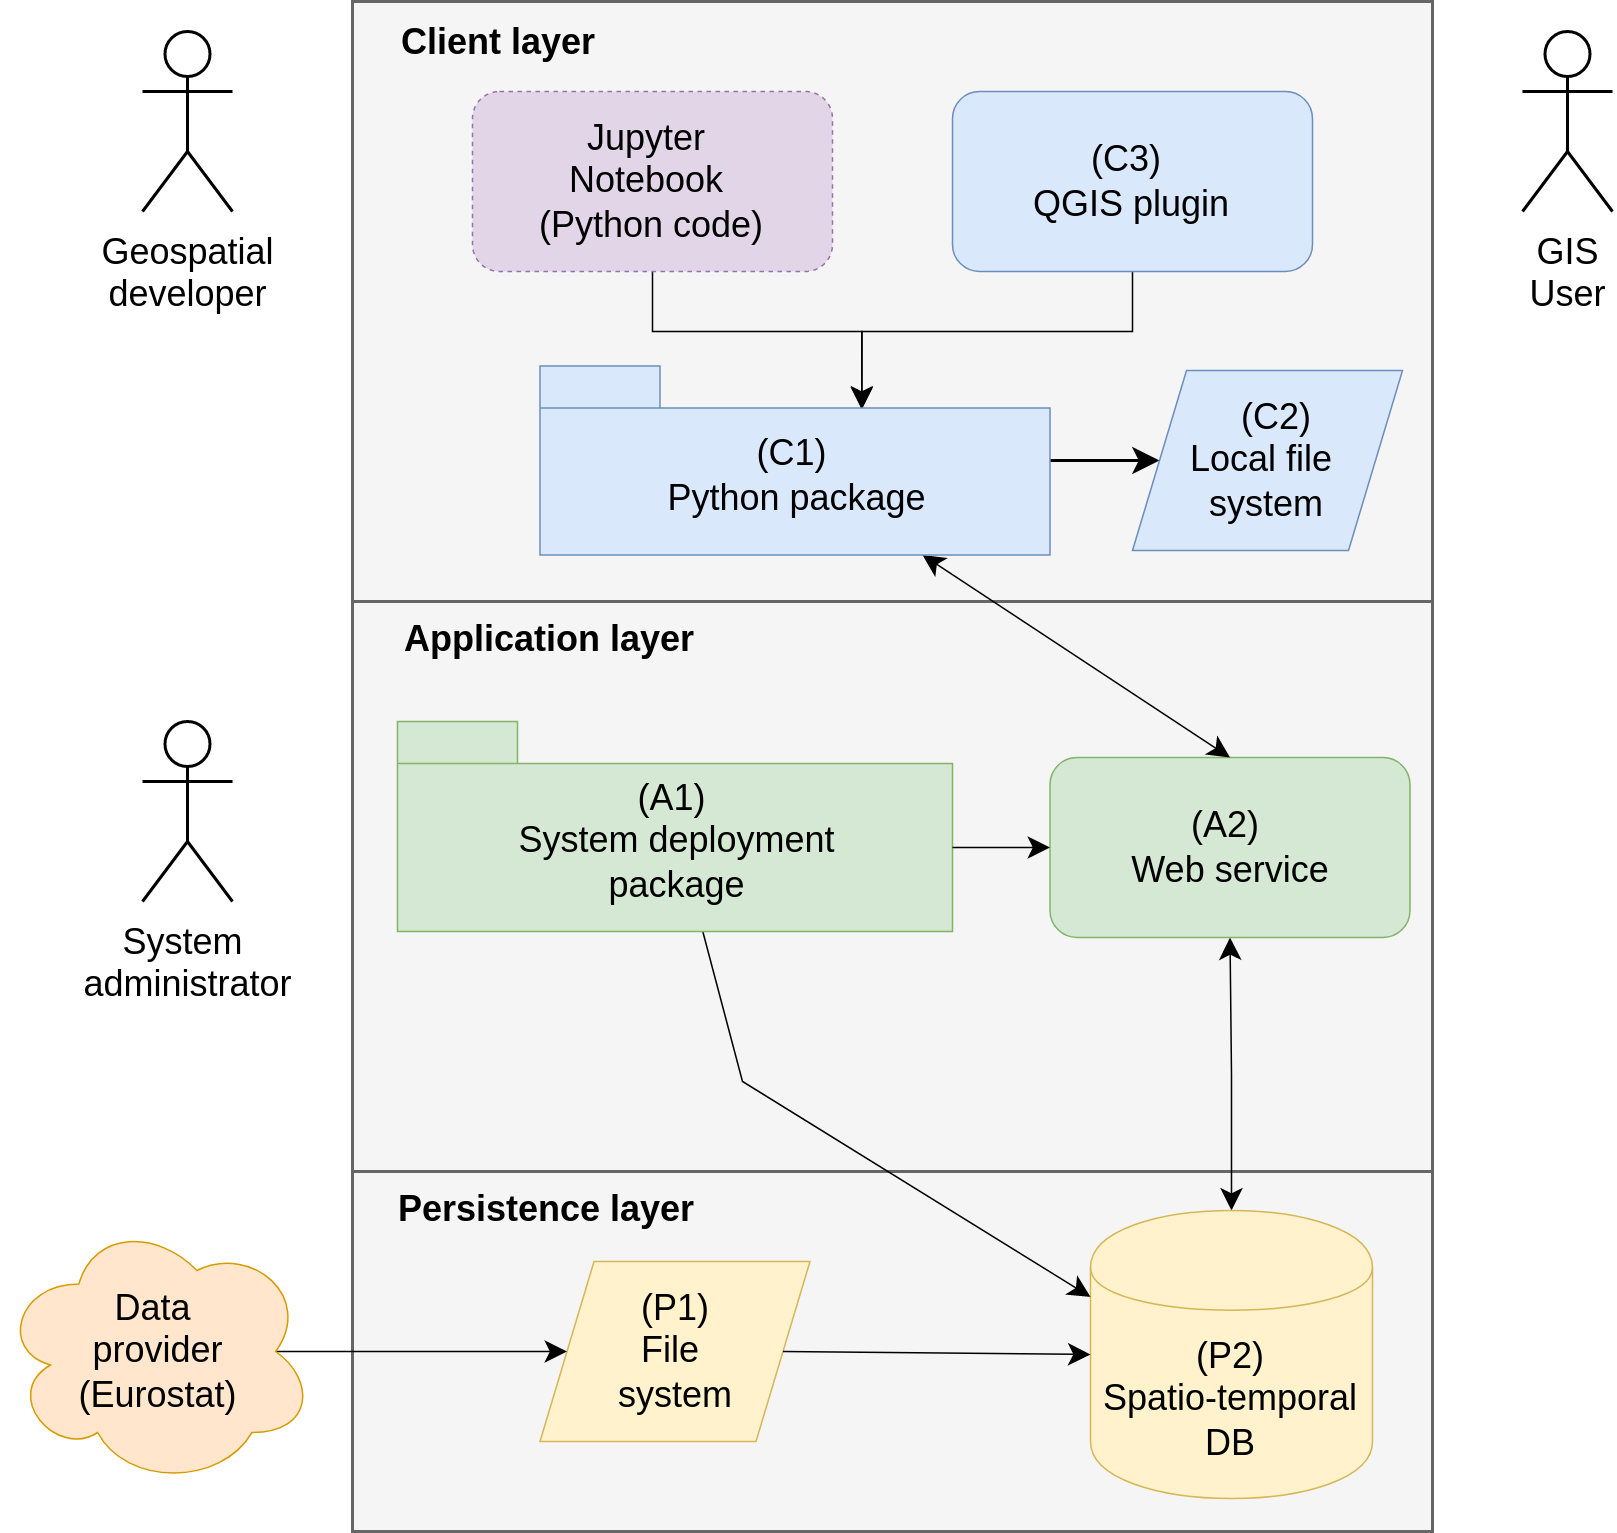 Client layer
Jupyter
Notebook
(Python code)
(C3)
QGIS plugin
Geospatial
developer
GIS
User
(C1)
Python package
(C2)
Local file
system
Application layer
(A1)
System deployment
package
(A2)
Web service
System
administrator
Persistence layer
Data
provider
(Eurostat)
(P1)
File
system
(P2)
Spatio-temporal
DB